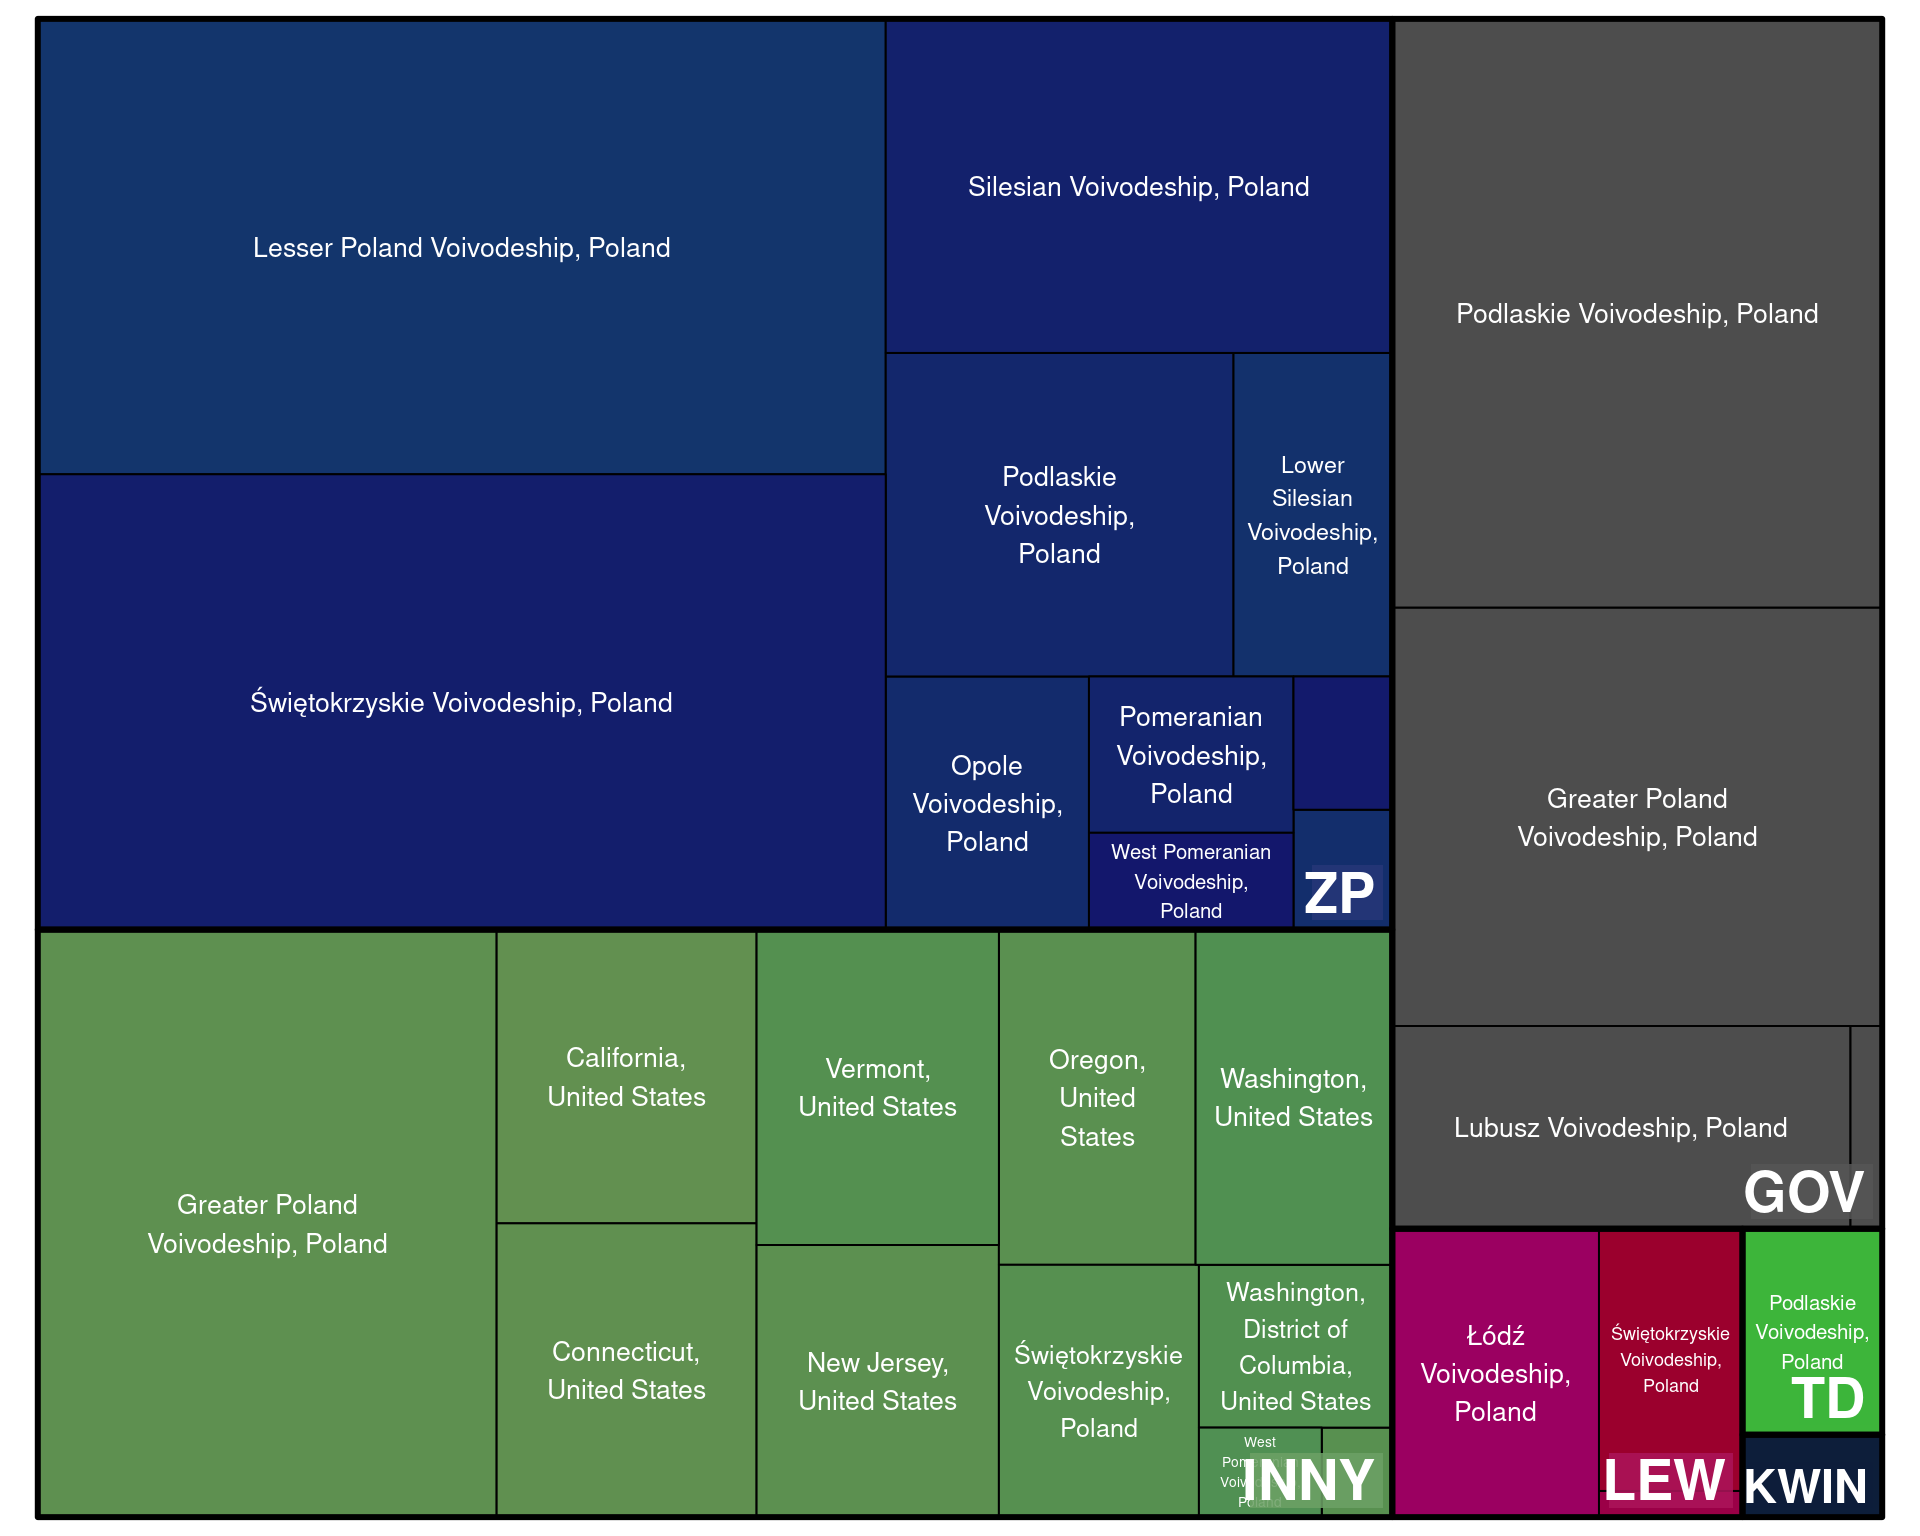 Lesser Poland Voivodeship, Poland
Świętokrzyskie Voivodeship, Poland
Silesian Voivodeship, Poland
Podlaskie
Voivodeship,
Poland
Lower
Silesian
Voivodeship,
Poland
Opole
Voivodeship,
Poland
Pomeranian
Voivodeship,
Poland
West Pomeranian
Voivodeship,
Poland
ZP
Greater Poland
Voivodeship, Poland
California,
United States
Connecticut,
United States
Vermont,
United States
New Jersey,
United States
Oregon,
United
States
Washington,
United States
Świętokrzyskie
Voivodeship,
Poland
Washington,
District of
Columbia,
United States
West
INNY
Podlaskie Voivodeship, Poland
Greater Poland
Voivodeship, Poland
Lubusz Voivodeship, Poland
GOV
Łódź
Voivodeship,
Poland
Świętokrzyskie
Voivodeship,
Poland
LEW
Podlaskie
Voivodeship,
Poland
TD
KWIN